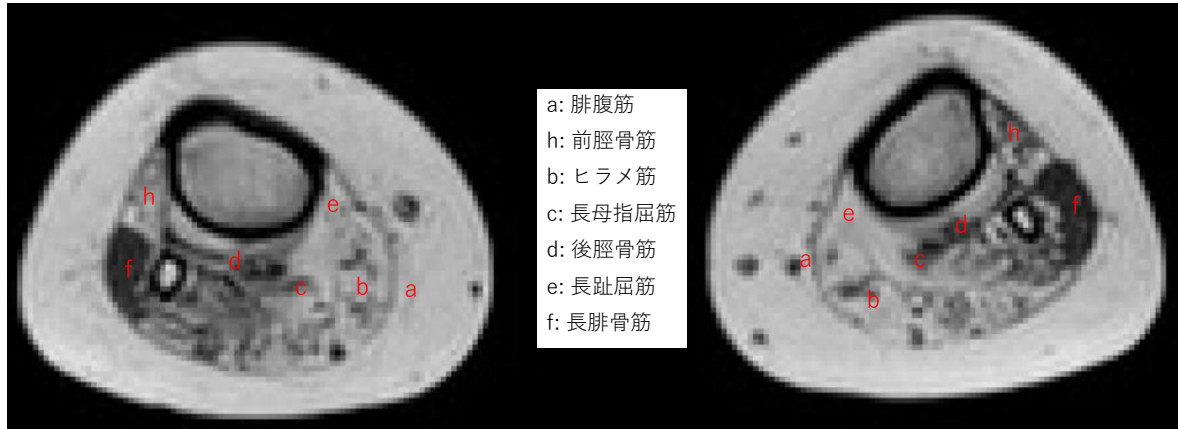 h
e
f
d
c
b
a
a: 腓腹筋
h: 前脛骨筋
b: ヒラメ筋
c: 長母指屈筋
d: 後脛骨筋
e: 長趾屈筋
f: 長腓骨筋
h
e
f
d
a
c
b